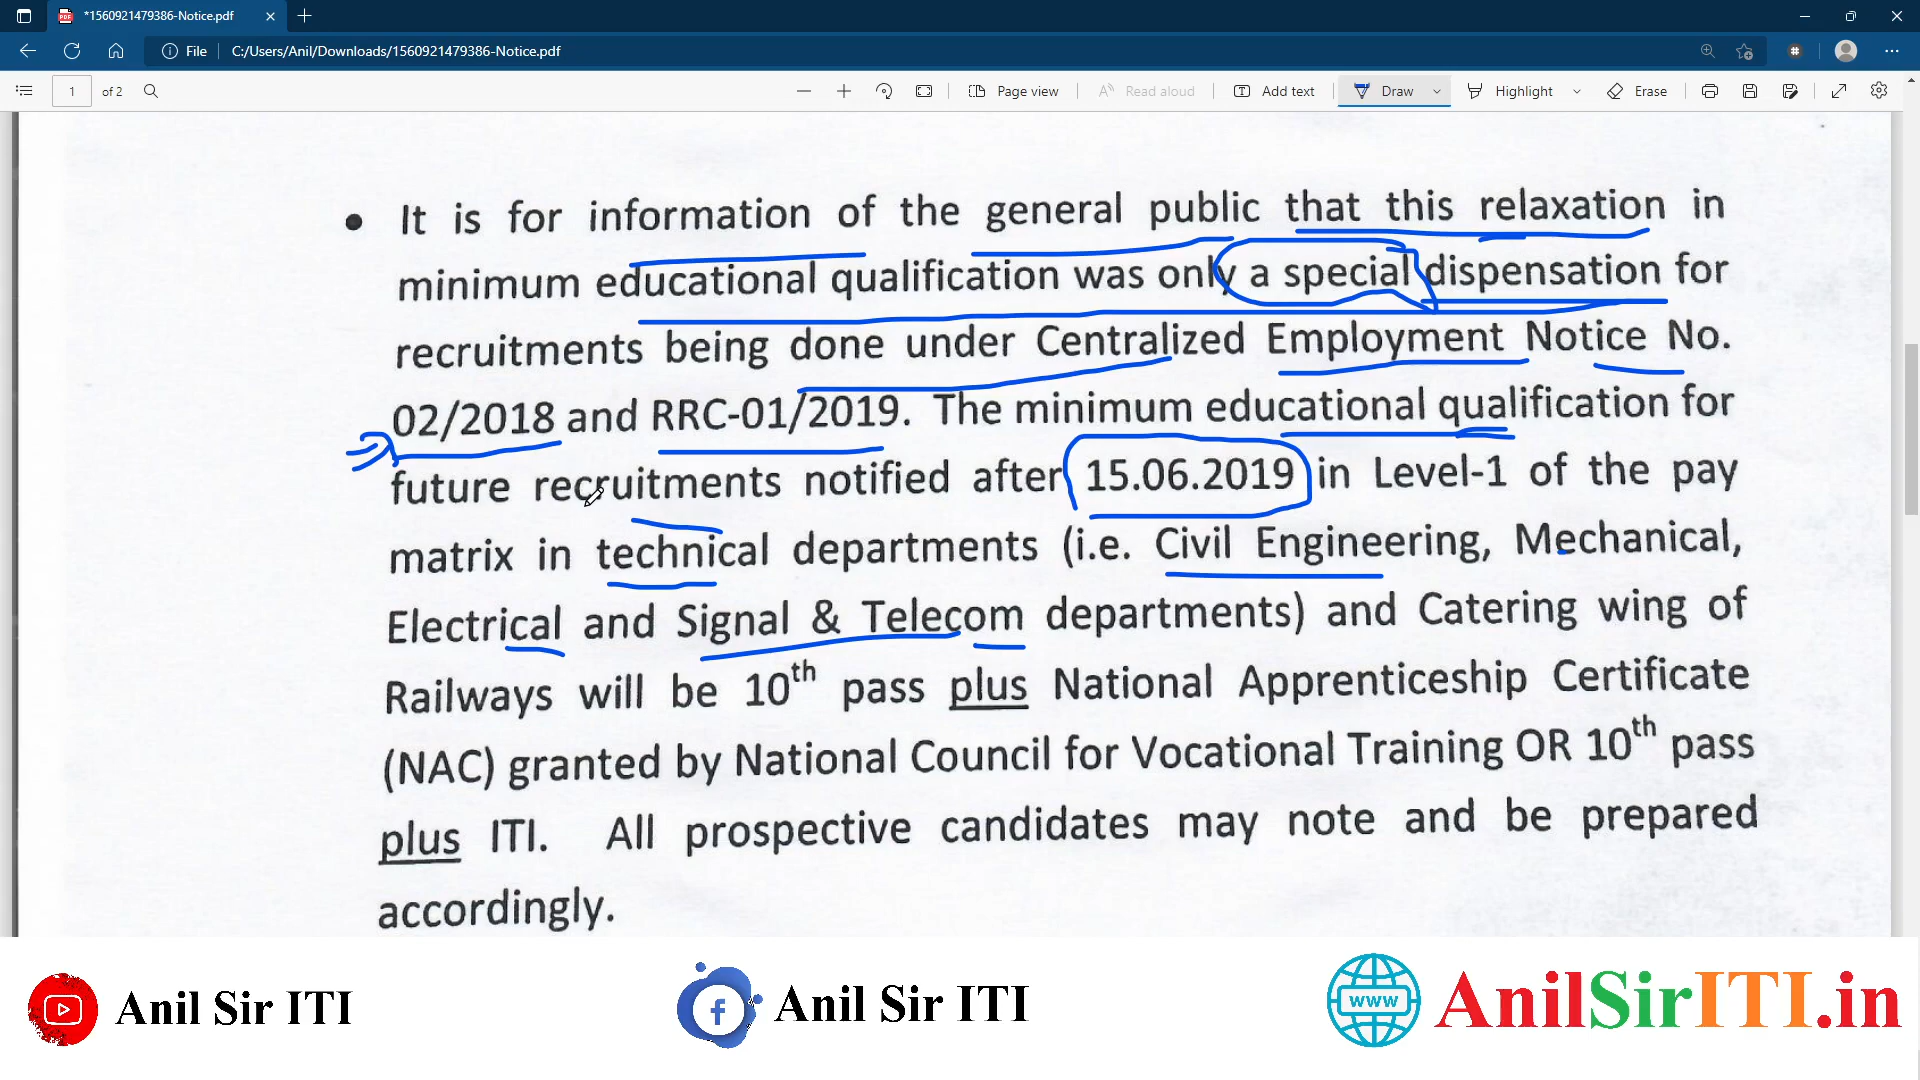 *1560921479386-Notice.pdf
File
C:/Users/Anil/Downloads/1560921479386-Notice.pdf
1 of 2
Page view
Read aloud
Add text
Draw
Highlight
Erase
• It is for information of the general public that this relaxation in
minimum educational qualification was only a special dispensation for
recruitments being done under Centralized Employment Notice No.
02/2018 and RRC-01/2019. The minimum educational qualification for
future recruitments notified after 15.06.2019 in Level-1 of the pay
matrix in technical departments (i.e. Civil Engineering, Mechanical,
Electrical and Signal & Telecom departments) and Catering wing of
Railways will be 10th pass plus National Apprenticeship Certificate
(NAC) granted by National Council for Vocational Training OR 10th pass
plus ITI. All prospective candidates may note and be prepared
accordingly.
Anil Sir ITI
f Anil Sir ITI
www AnilSirITI.in